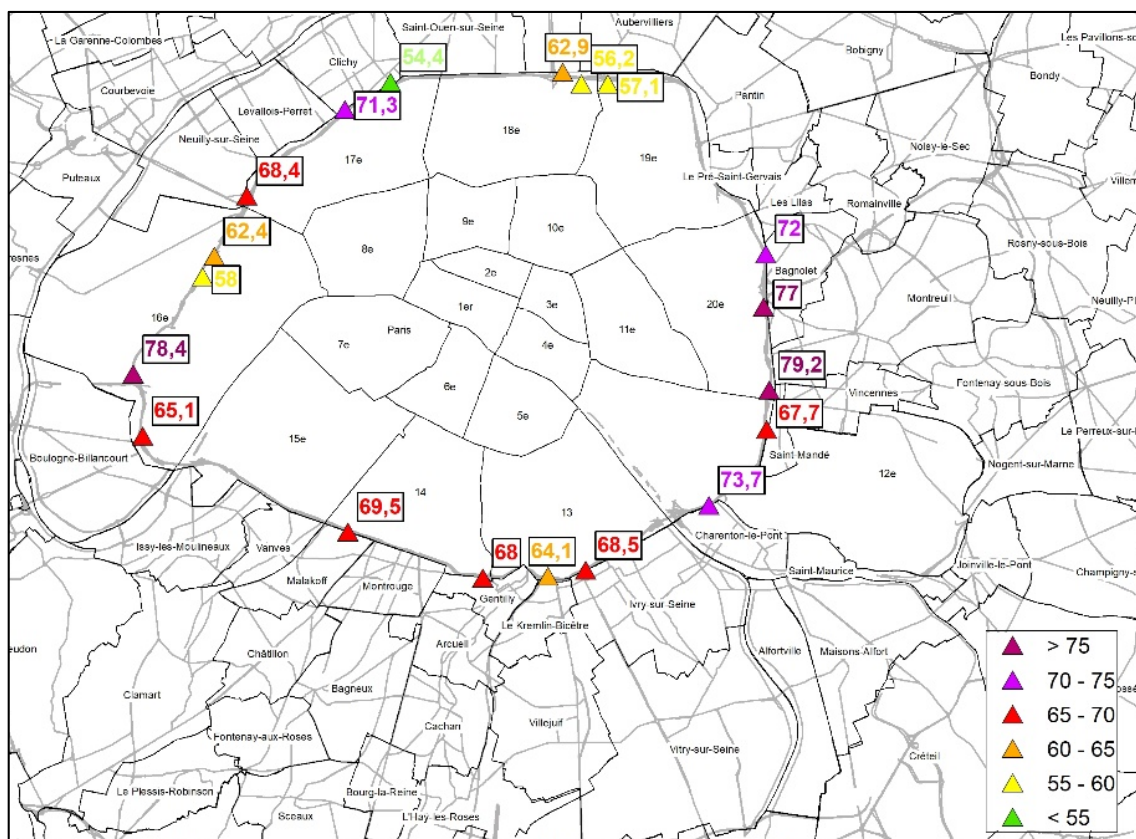 Saint-Ouen-sur-Seine
Aubervilliers
La Garenne-Colombes
Clichy
54,4
62,9
56,2
Bobigny
Les Pavillons-so
Bondy
Courbevoie
Levallois-Perret
71,3
57,1
Pantin
Neuilly-sur-Seine
18e
Noisy-le-Sec
17e
19e
Puteaux
68,4
Le Pré-Saint-Gervais
Villem
Les Lilas
Romainville
62,4
9e
10e
72
Rosny-sous-Bois
8e
resnes
58
2e
Bagnolet
77
Neuilly-Pl
1er
3e
20e
Montreuil
16e
Paris
11e
7e
4e
78,4
79,2
6e
Vincennes
Fontenay-sous-Bois
65,1
5e
67,7
Le Perreux-sur-
15e
Saint-Mandé
Boulogne-Billancourt
12e
Nogent-sur-Marne
73,7
14
69,5
13
Issy-les-Moulineaux
Vanves
68
64,1
68,5
Charenton-le-Pont
Malakoff
Montrouge
Saint-Maurice
Joinville-le-Pont
Champigny-s
Gentilly
Ivry-sur-Seine
Le Kremlin-Bicêtre
Arcueil
eudon
Châtillon
Alfortville
Maisons-Alfort
> 75
Clamart
Bagneux
70 - 75
Cachan
Villejuif
65 - 70
Fontenay-aux-Roses
Vitry-sur-Seine
60 - 65
Créteil
Le Plessis-Robinson
Bourg-la-Reine
55 - 60
Sceaux
L'Hay-les-Roses
< 55